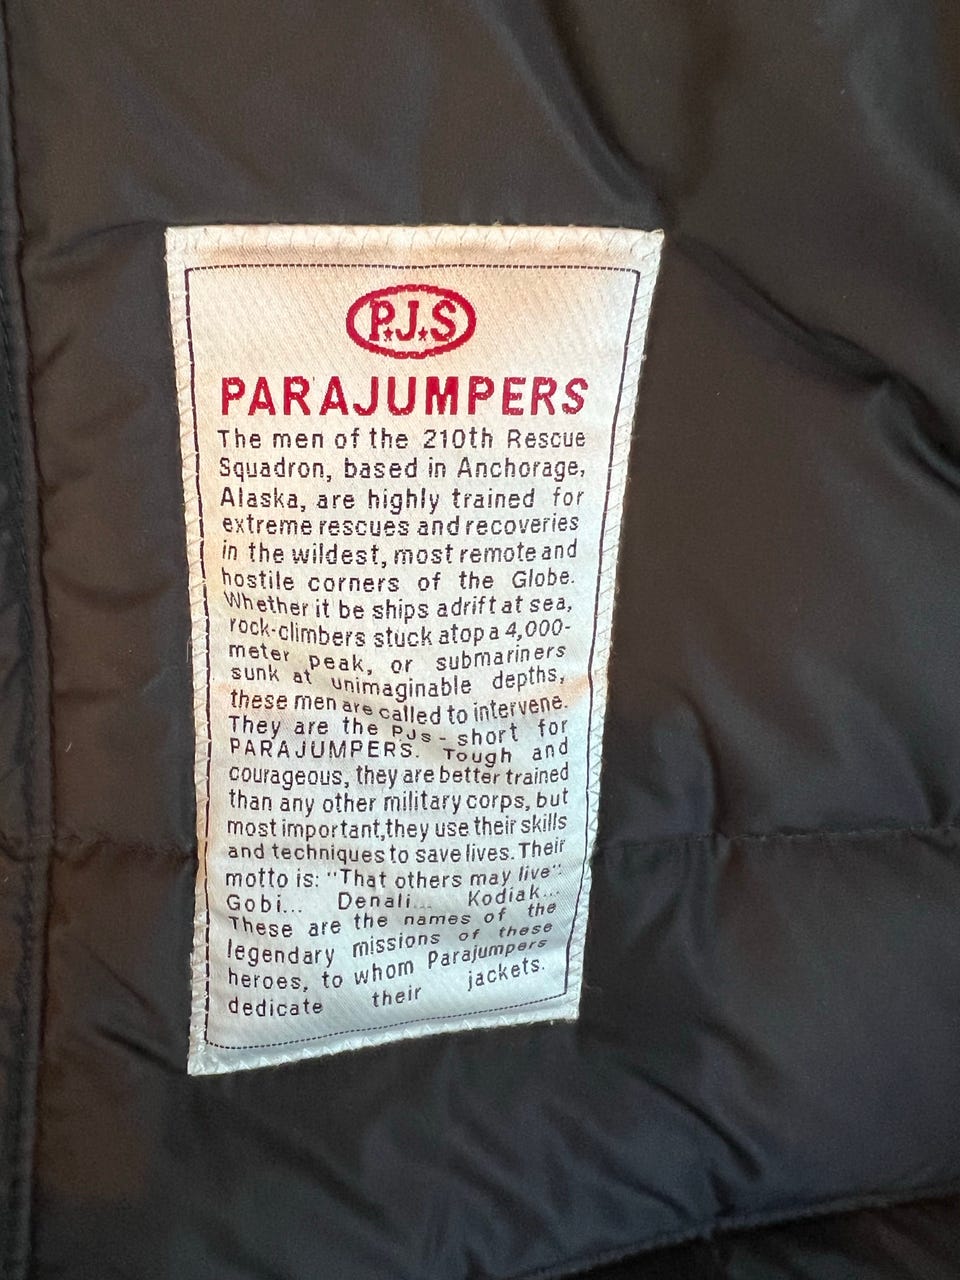 P.J.S
PARAJUMPERS
The men of the 210th Rescue
Squadron, based in Anchorage,
Alaska, are highly trained for
extreme rescues and recoveries
in the wildest, most remote and
hostile corners of the Globe.
Whether it be ships adrift at sea,
rock-climbers stuck atop a 4,000-
meter peak, or submariners
sunk at unimaginable depths,
these men are called to intervene.
They are the PJs - short for
PARAJUMPERS. Tough and
courageous, they are better trained
than any other military corps, but
most important,they use their skills
and techniques to save lives. Their
motto is: "That others may live".
Gobi... Denali... Kodiak...
These are the names of the
legendary missions of these
heroes, to whom Parajumpers
dedicate their jackets.